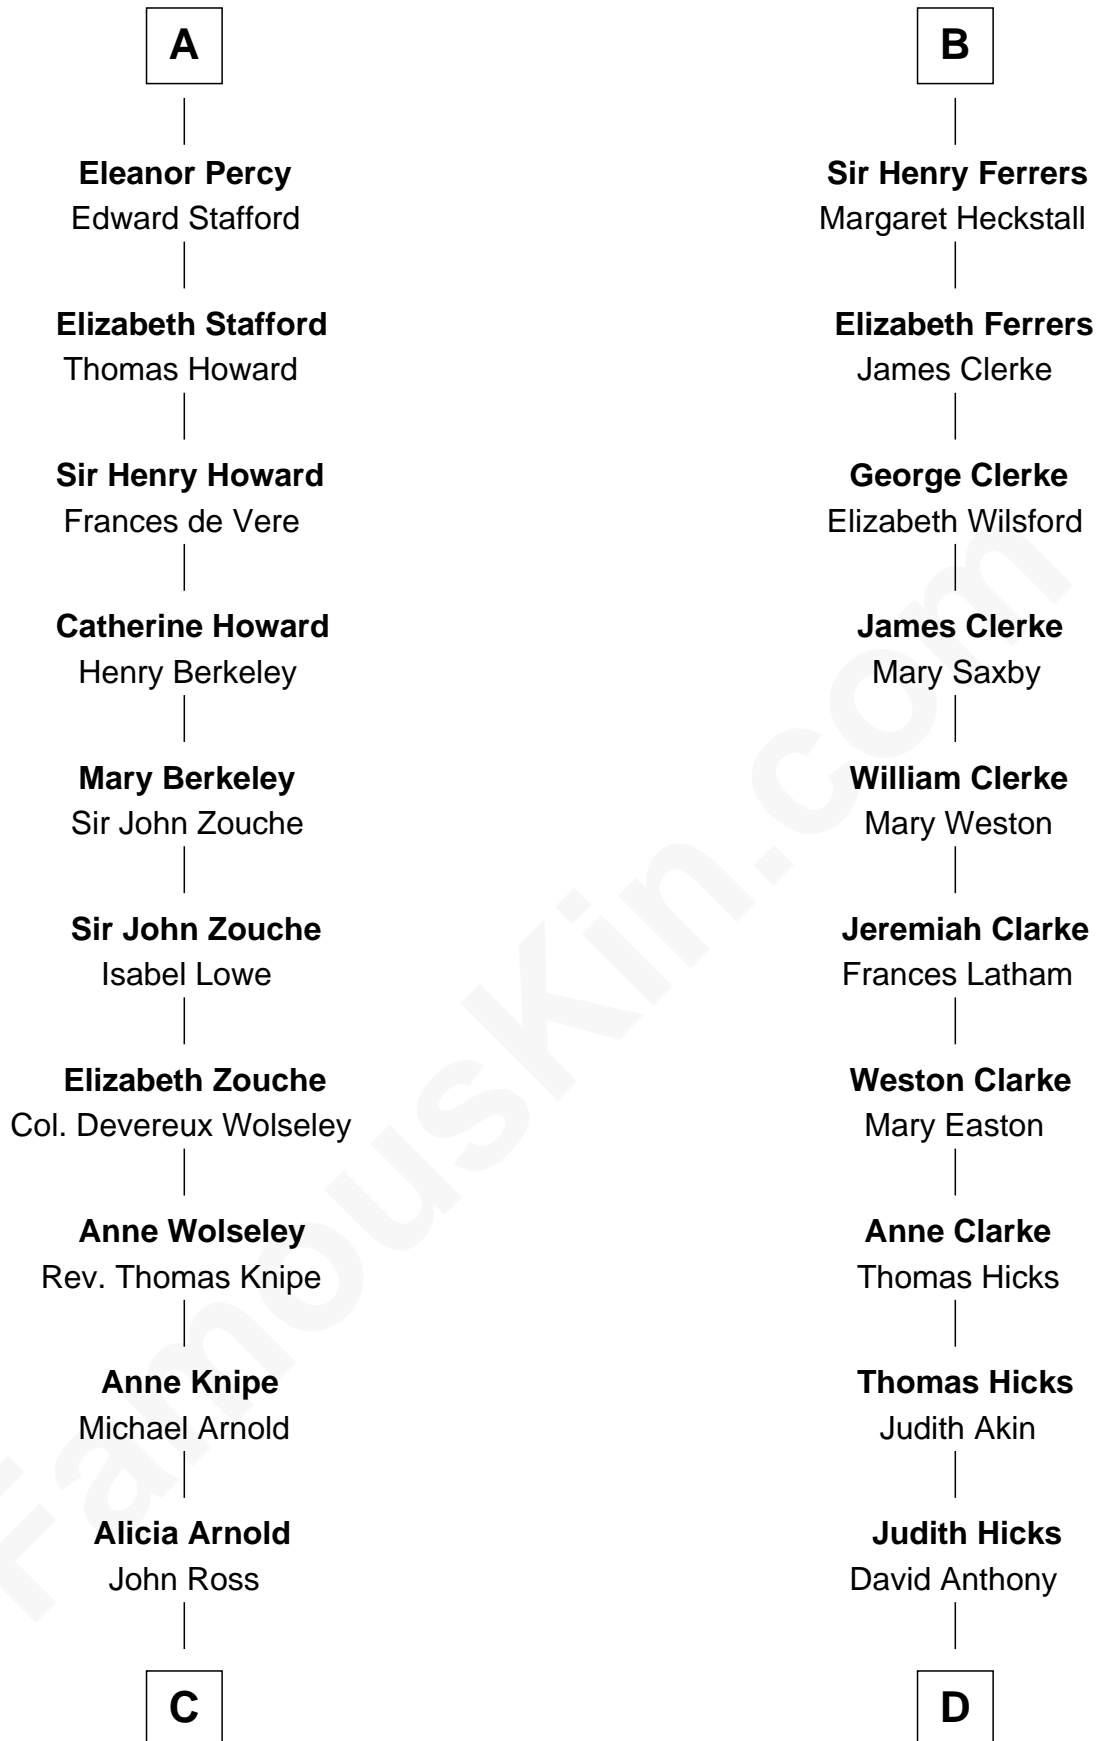 A
Eleanor Percy
Edward Stafford
Elizabeth Stafford
Thomas Howard
Sir Henry Howard
Frances de Vere
Catherine Howard
Henry Berkeley
Mary Berkeley
Sir John Zouche
Sir John Zouche
Isabel Lowe
Elizabeth Zouche
Col. Devereux Wolseley
Anne Wolseley
Rev. Thomas Knipe
Anne Knipe
Michael Arnold
Alicia Arnold
John Ross
C
B
Sir Henry Ferrers
Margaret Heckstall
Elizabeth Ferrers
James Clerke
George Clerke
Elizabeth Wilsford
James Clerke
Mary Saxby
William Clerke
Mary Weston
Jeremiah Clarke
Frances Latham
Weston Clarke
Mary Easton
Anne Clarke
Thomas Hicks
Thomas Hicks
Judith Akin
Judith Hicks
David Anthony
D
FamousKin.com